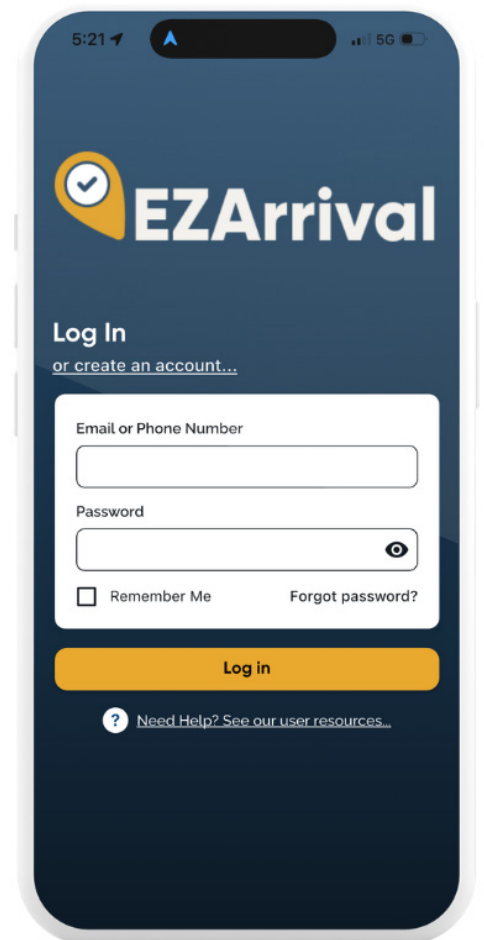 5:21
5G
EZArrival
Log In
or create an account...
Email or Phone Number
Password
Remember Me Forgot password?
Log in
? Need Help? See our user resources...